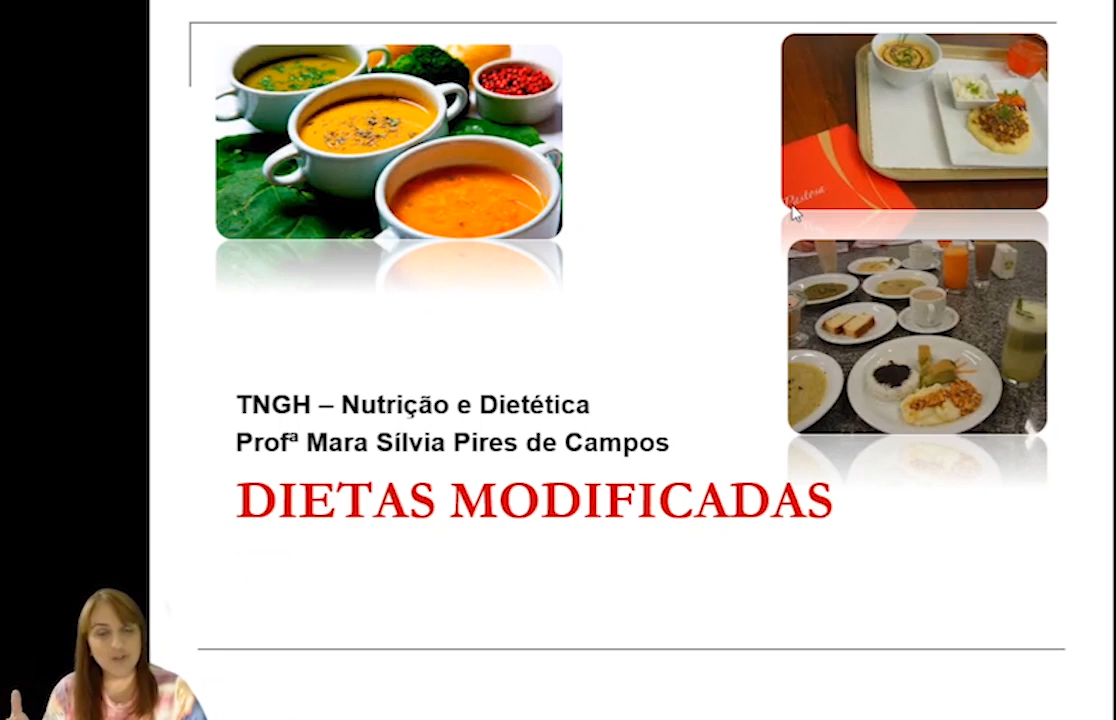 TNGH – Nutrição e Dietética
Profª Mara Sílvia Pires de Campos
DIETAS MODIFICADAS